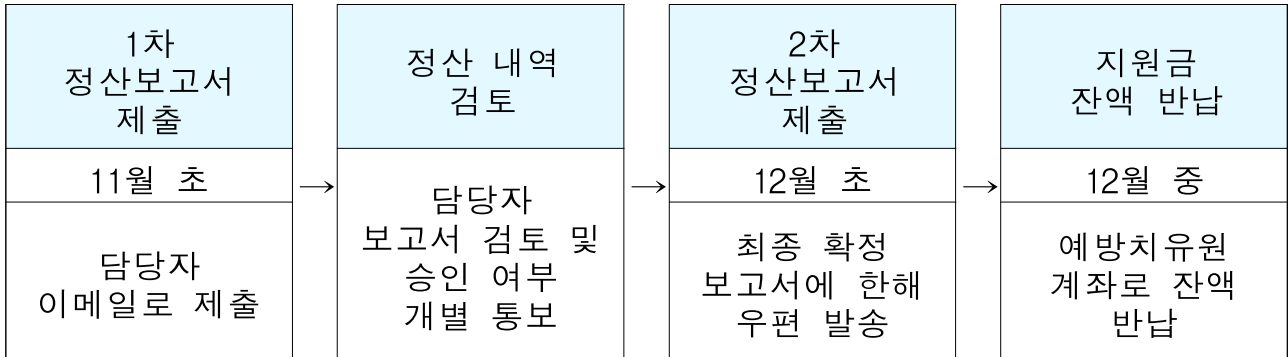 1차
정산보고서
제출
11월 초
담당자
이메일로 제출
→
정산 내역
검토
담당자
보고서 검토 및
승인 여부
개별 통보
→
2차
정산보고서
제출
12월 초
최종 확정
보고서에 한해
우편 발송
→
지원금
잔액 반납
12월 중
예방치유원
계좌로 잔액
반납